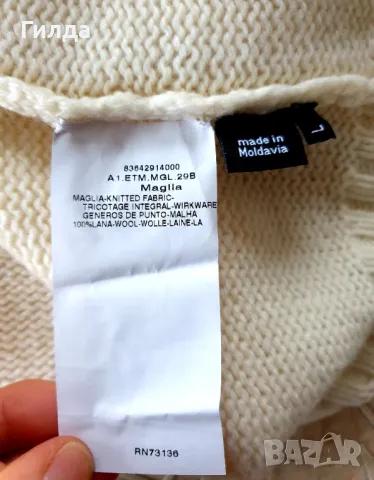 Гилда
83642914000
A1.ETM.MGL.29B
Maglia
MAGLIA-KNITTED FABRIC-
TRICOTAGE INTEGRAL-WIRKWARE
GENEROS DE PUNTO-MALHA
100%LANA-WOOL-WOLLE-LAINE-LA
RN73136
made in
Moldavia
L
BAZAR